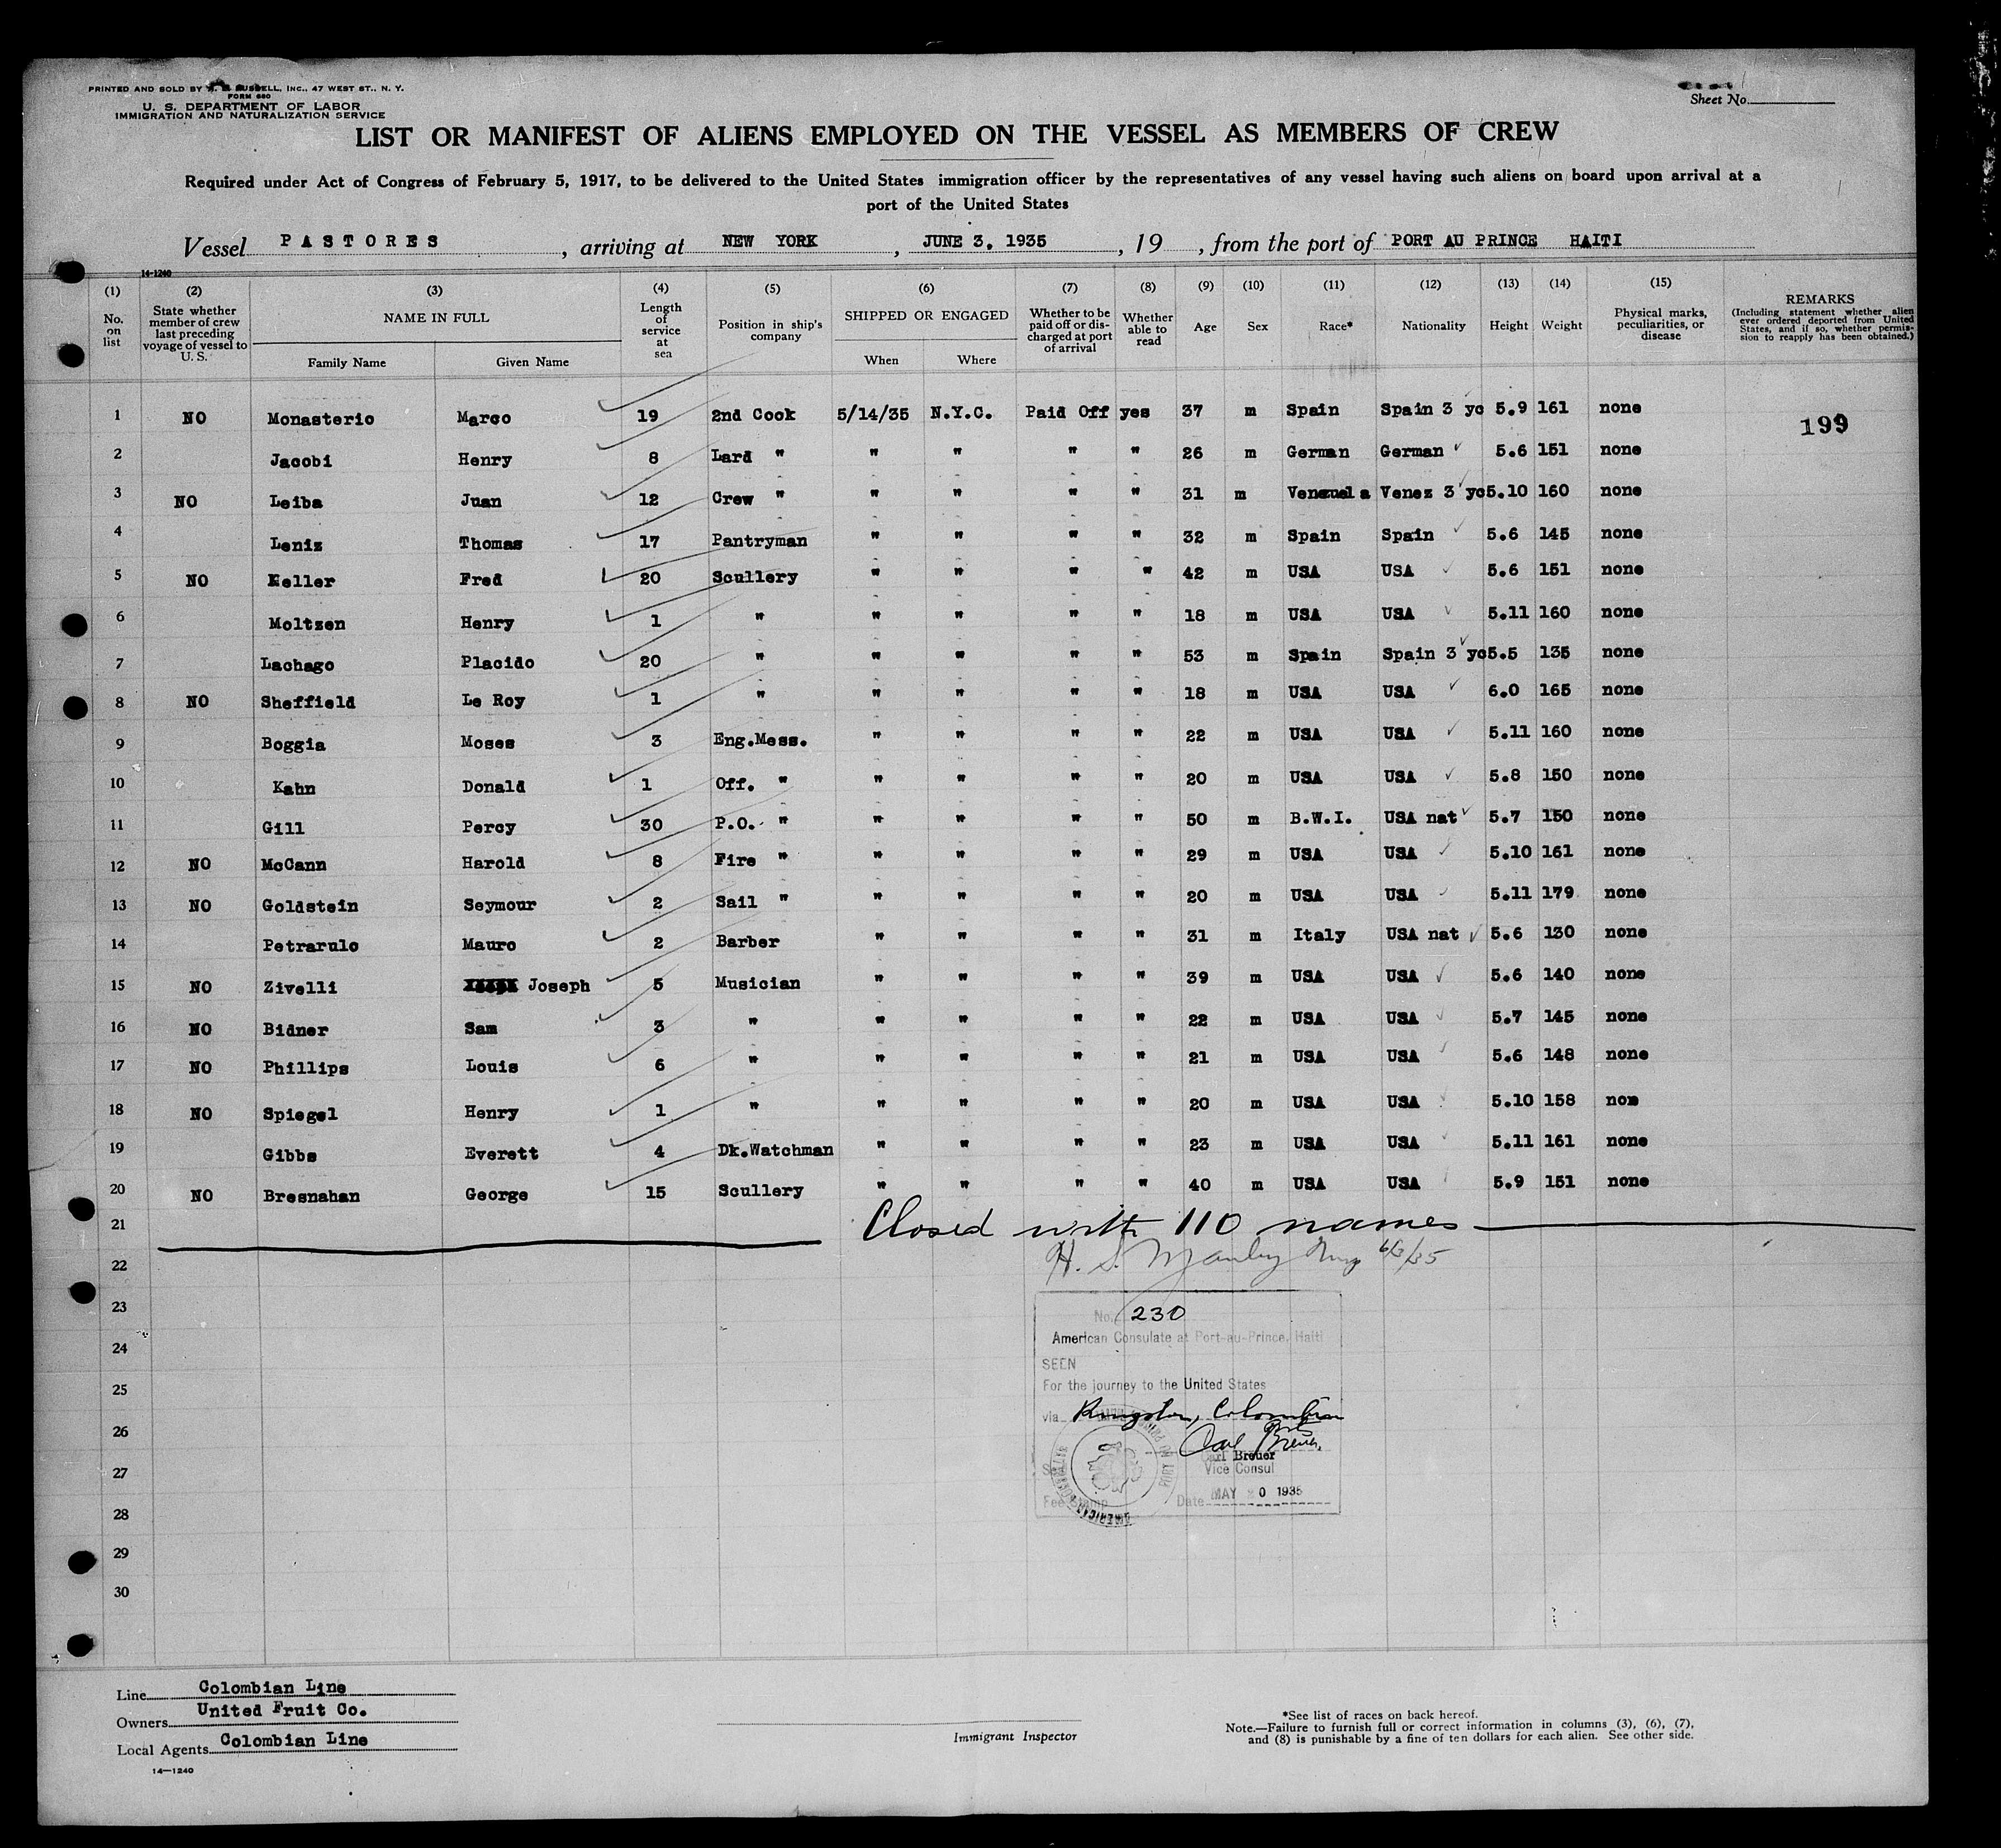 PRINTED AND SOLD BY RUSSELL, INC., 47 WEST ST., N. Y.
FORM 680
U. S. DEPARTMENT OF LABOR
IMMIGRATION AND NATURALIZATION SERVICE
Sheet No.
LIST OR MANIFEST OF ALIENS EMPLOYED ON THE VESSEL AS MEMBERS OF CREW
Required under Act of Congress of February 5, 1917, to be delivered to the United States immigration officer by the representatives of any vessel having such aliens on board upon arrival at a
port of the United States
Vessel PASTORES, arriving at NEW YORK, JUNE 3, 1935, 19 , from the port of PORT AU PRINCE HAITI
14-1240
(1) No. on list (2) State whether member of crew last preceding voyage of vessel to U. S. (3) NAME IN FULL Family Name Given Name (4) Length of service at sea (5) Position in ship's company (6) SHIPPED OR ENGAGED When Where (7) Whether to be paid off or discharged at port of arrival (8) Whether able to read (9) Age (10) Sex (11) Race* (12) Nationality (13) Height (14) Weight (15) Physical marks, peculiarities, or disease REMARKS (Including statement whether alien ever ordered deported from United States, and if so, whether permission to reapply has been obtained.)
1 NO Monasterio Marco 19 2nd Cook 5/14/35 N.Y.C. Paid Off yes 37 m Spain Spain 3 yc 5.9 161 none 199
2 Jacobi Henry 8 Lard " " " " " 26 m German German 5.6 151 none
3 NO Leiba Juan 12 Crew " " " " " 31 m Venezuela Venez 3 yc 5.10 160 none
4 Leniz Thomas 17 Pantryman " " " " 32 m Spain Spain 5.6 145 none
5 NO Keller Fred 20 Scullery " " " " 42 m USA USA 5.6 151 none
6 Moltzen Henry 1 " " " " " 18 m USA USA 5.11 160 none
7 Lachago Placido 20 " " " " " 53 m Spain Spain 3 yc 5.5 135 none
8 NO Sheffield Le Roy 1 " " " " " 18 m USA USA 6.0 165 none
9 Boggia Moses 3 Eng.Mess. " " " " 22 m USA USA 5.11 160 none
10 Kahn Donald 1 Off. " " " " " 20 m USA USA 5.8 150 none
11 Gill Percy 30 P.O. " " " " " 50 m B.W.I. USA nat 5.7 150 none
12 NO McCann Harold 8 Fire " " " " " 29 m USA USA 5.10 161 none
13 NO Goldstein Seymour 2 Sail " " " " " 20 m USA USA 5.11 179 none
14 Petrarulo Mauro 2 Barber " " " " 31 m Italy USA nat 5.6 130 none
15 NO Zivelli Joseph 5 Musician " " " " 39 m USA USA 5.6 140 none
16 NO Bidner Sam 3 " " " " " 22 m USA USA 5.7 145 none
17 NO Phillips Louis 6 " " " " " 21 m USA USA 5.6 148 none
18 NO Spiegel Henry 1 " " " " " 20 m USA USA 5.10 158 non
19 Gibbs Everett 4 Dk.Watchman " " " " 23 m USA USA 5.11 161 none
20 NO Bresnahan George 15 Scullery " " " " 40 m USA USA 5.9 151 none
21 Closed with 110 names
H. S. Manley 6/3/35
22
23
No. 230
24
American Consulate at Port-au-Prince, Haiti
SEEN
25
For the journey to the United States
via Kingston, Colombian
26
Carl Breuer
Carl Breuer
27
Vice Consul
Fee Stamp Date MAY 0 1935
28
29
30
Line Colombian Line
Owners United Fruit Co.
Local Agents Colombian Line
14—1240
Immigrant Inspector
*See list of races on back hereof.
Note.—Failure to furnish full or correct information in columns (3), (6), (7),
and (8) is punishable by a fine of ten dollars for each alien. See other side.